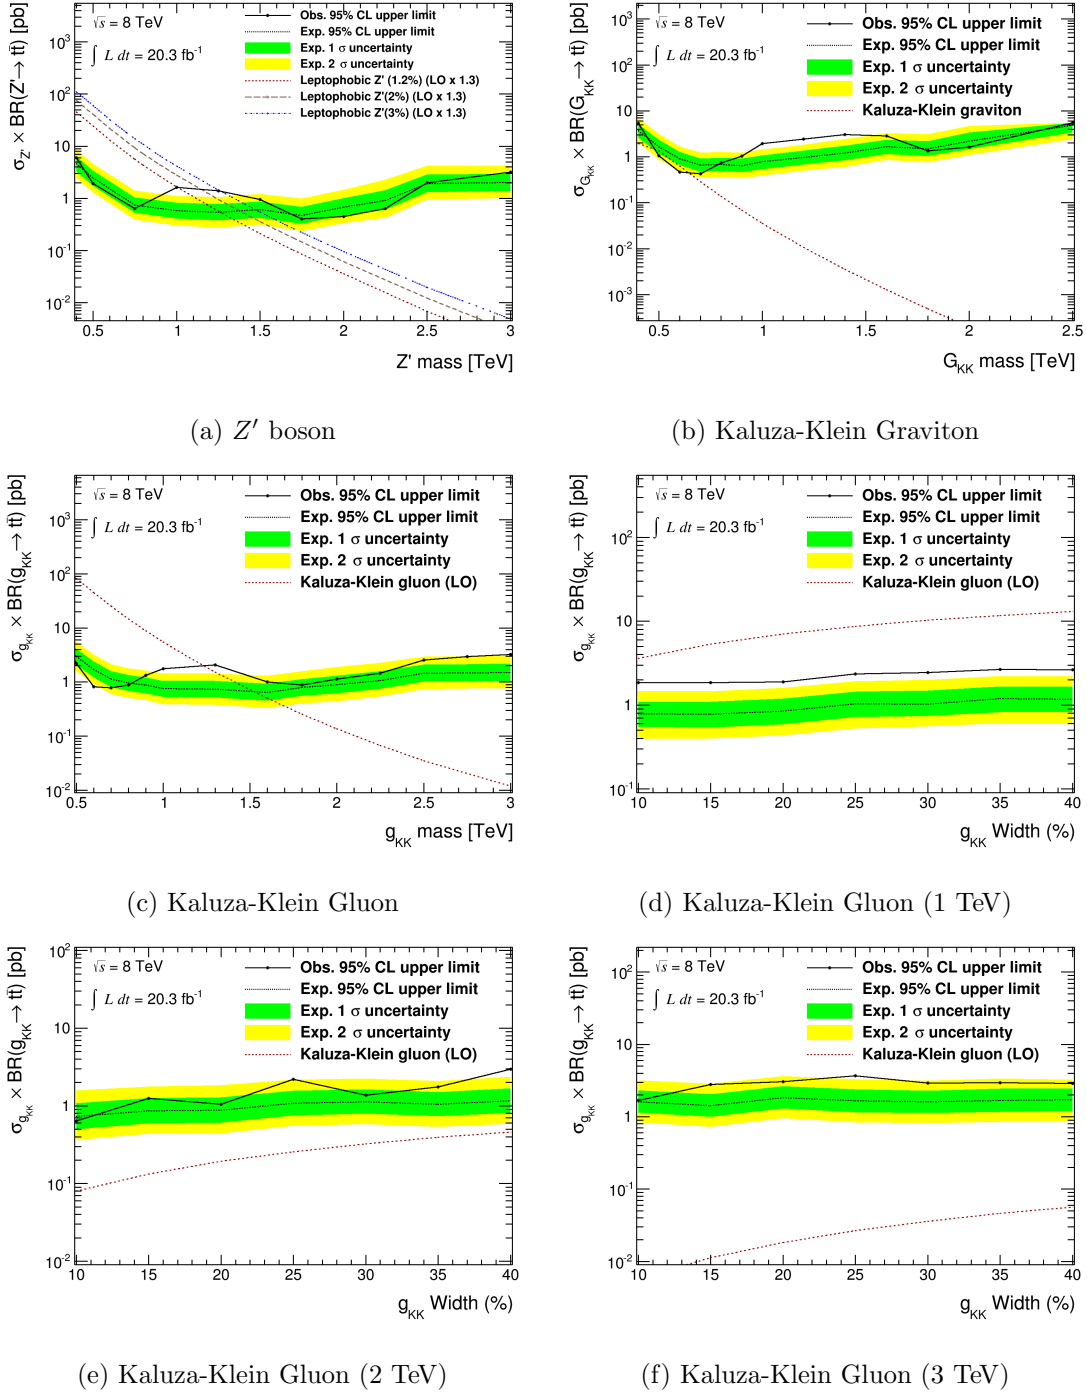 σ_Z' × BR(Z'→ tt̄) [pb]
√s = 8 TeV
∫ L dt = 20.3 fb⁻¹
Obs. 95% CL upper limit
Exp. 95% CL upper limit
Exp. 1 σ uncertainty
Exp. 2 σ uncertainty
Leptophobic Z' (1.2%) (LO x 1.3)
Leptophobic Z'(2%) (LO x 1.3)
Leptophobic Z'(3%) (LO x 1.3)
10³
10²
10
1
10⁻¹
10⁻²
0.5 1 1.5 2 2.5 3
Z' mass [TeV]
(a) Z′ boson
σ_G_KK × BR(G_KK→ tt̄) [pb]
√s = 8 TeV
∫ L dt = 20.3 fb⁻¹
Obs. 95% CL upper limit
Exp. 95% CL upper limit
Exp. 1 σ uncertainty
Exp. 2 σ uncertainty
Kaluza-Klein graviton
10³
10²
10
1
10⁻¹
10⁻²
10⁻³
0.5 1 1.5 2 2.5
G_KK mass [TeV]
(b) Kaluza-Klein Graviton
σ_g_KK × BR(g_KK→ tt̄) [pb]
√s = 8 TeV
∫ L dt = 20.3 fb⁻¹
Obs. 95% CL upper limit
Exp. 95% CL upper limit
Exp. 1 σ uncertainty
Exp. 2 σ uncertainty
Kaluza-Klein gluon (LO)
10³
10²
10
1
10⁻¹
10⁻²
0.5 1 1.5 2 2.5 3
g_KK mass [TeV]
(c) Kaluza-Klein Gluon
σ_g_KK × BR(g_KK→ tt̄) [pb]
√s = 8 TeV
∫ L dt = 20.3 fb⁻¹
Obs. 95% CL upper limit
Exp. 95% CL upper limit
Exp. 1 σ uncertainty
Exp. 2 σ uncertainty
Kaluza-Klein gluon (LO)
10²
10
1
10⁻¹
10 15 20 25 30 35 40
g_KK Width (%)
(d) Kaluza-Klein Gluon (1 TeV)
σ_g_KK × BR(g_KK→ tt̄) [pb]
√s = 8 TeV
∫ L dt = 20.3 fb⁻¹
Obs. 95% CL upper limit
Exp. 95% CL upper limit
Exp. 1 σ uncertainty
Exp. 2 σ uncertainty
Kaluza-Klein gluon (LO)
10²
10
1
10⁻¹
10⁻²
10 15 20 25 30 35 40
g_KK Width (%)
(e) Kaluza-Klein Gluon (2 TeV)
σ_g_KK × BR(g_KK→ tt̄) [pb]
√s = 8 TeV
∫ L dt = 20.3 fb⁻¹
Obs. 95% CL upper limit
Exp. 95% CL upper limit
Exp. 1 σ uncertainty
Exp. 2 σ uncertainty
Kaluza-Klein gluon (LO)
10²
10
1
10⁻¹
10⁻²
10 15 20 25 30 35 40
g_KK Width (%)
(f) Kaluza-Klein Gluon (3 TeV)